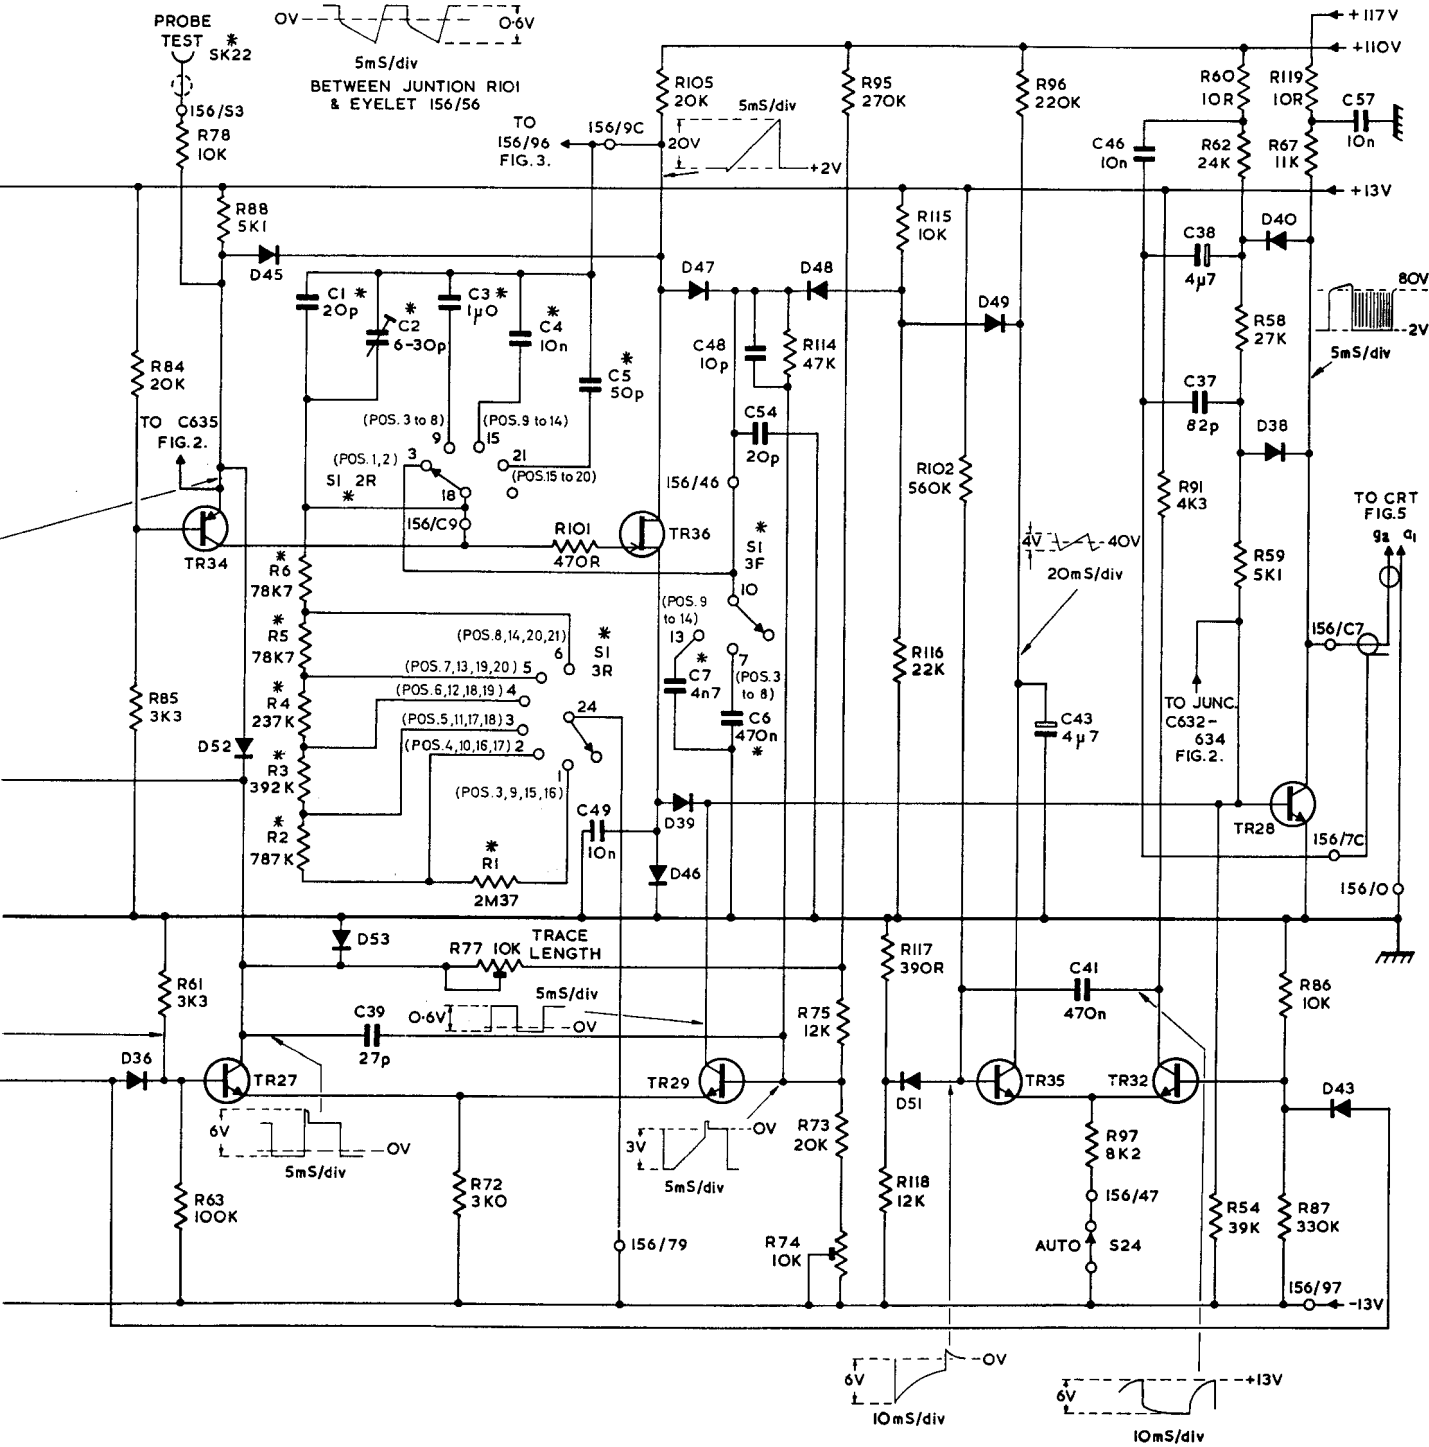 PROBE
TEST *
SK22
156/S3
R78
10K
0V
0·6V
5mS/div
BETWEEN JUNTION R101
& EYELET 156/56
+117V
+110V
R105
20K
5mS/div
20V
+2V
R95
270K
R96
220K
R60
10R
R119
10R
C57
10n
TO
156/96
FIG.3.
156/9C
C46
10n
R62
24K
R67
11K
+13V
R88
5K1
D45
R115
10K
C38
4µ7
D40
80V
2V
5mS/div
C1 *
20p
*
C2
6-30p
C3 *
1µ0
*
C4
10n
*
C5
50p
D47
D48
D49
C48
10p
R114
47K
R58
27K
R84
20K
TO C635
FIG.2.
(POS. 3 to 8)
9
(POS. 9 to 14)
15
C54
20p
C37
82p
D38
(POS. 1, 2)
3
S1 2R
*
18
21
(POS.15 to 20)
156/C9
156/46
R102
560K
R91
4K3
TO CRT
FIG.5
g2 a1
TR34
R101
470R
TR36
*
S1
3F
10
4V
40V
20mS/div
R59
5K1
*
R6
78K7
*
R5
78K7
*
R4
237K
*
R3
392K
*
R2
787K
(POS.8,14,20,21)
6
*
S1
3R
(POS.7,13,19,20) 5
(POS.6,12,18,19) 4
(POS.5,11,17,18) 3
(POS.4,10,16,17) 2
24
1
(POS.3,9,15,16)
(POS.9
to 14)
13
*
C7
4n7
7
(POS.3
to 8)
C6
470n
*
R116
22K
156/C7
R85
3K3
D52
C43
4µ7
TO JUNC.
C632-
634
FIG.2.
C49
10n
D39
D46
TR28
156/7C
*
R1
2M37
156/0
D53
R77 10K
TRACE
LENGTH
R61
3K3
R117
390R
C41
470n
R86
10K
5mS/div
0·6V
0V
C39
27p
R75
12K
D36
TR27
TR29
D51
TR35
TR32
D43
6V
0V
5mS/div
3V
0V
5mS/div
R73
20K
R97
8K2
R63
100K
R72
3K0
R118
12K
156/47
R54
39K
R87
330K
156/79
R74
10K
AUTO
S24
156/97
-13V
6V
0V
10mS/div
6V
+13V
10mS/div